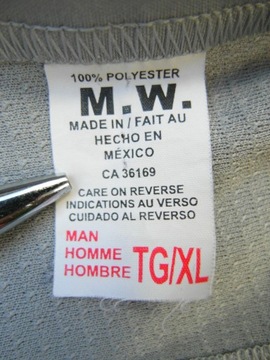 100% POLYESTER
M.W.
MADE IN / FAIT AU
HECHO EN
MÉXICO
CA 36169
CARE ON REVERSE
INDICATIONS AU VERSO
CUIDADO AL REVERSO
MAN
HOMME
HOMBRE TG/XL